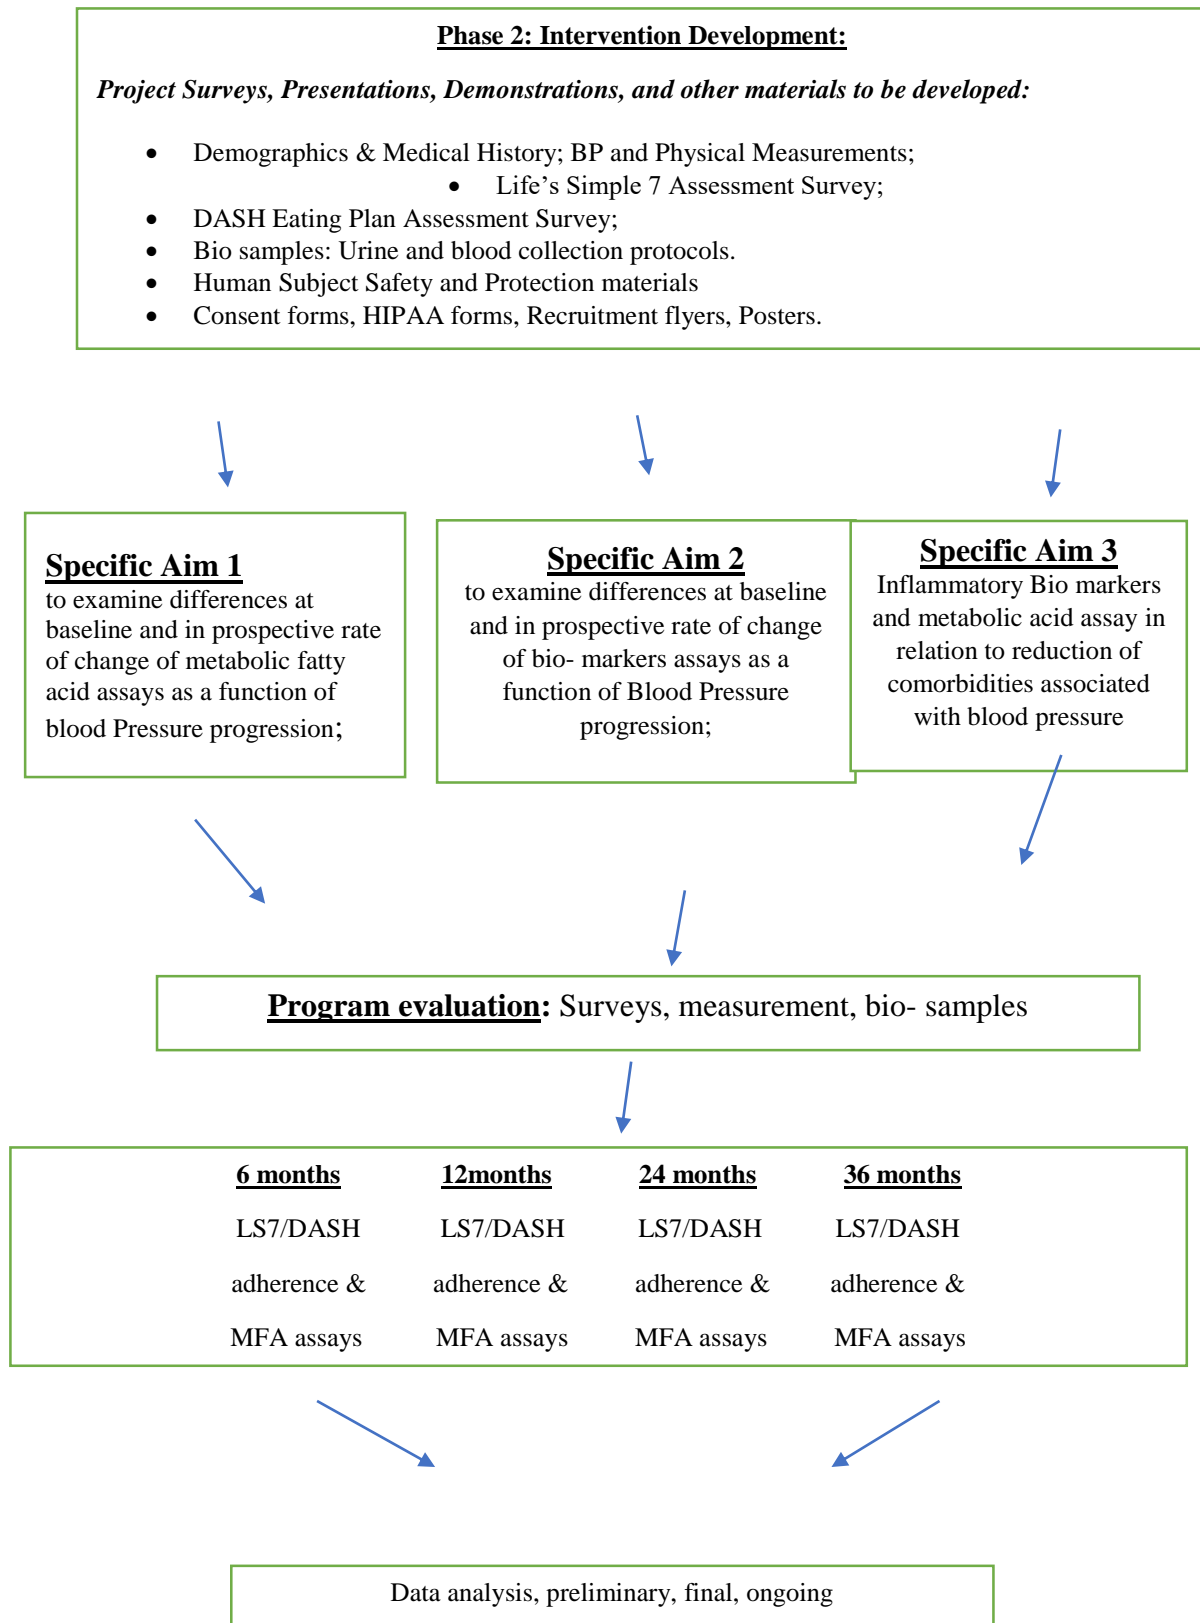 Phase 2: Intervention Development:
Project Surveys, Presentations, Demonstrations, and other materials to be developed:
• Demographics & Medical History; BP and Physical Measurements;
• Life’s Simple 7 Assessment Survey;
• DASH Eating Plan Assessment Survey;
• Bio samples: Urine and blood collection protocols.
• Human Subject Safety and Protection materials
• Consent forms, HIPAA forms, Recruitment flyers, Posters.
Specific Aim 1
to examine differences at
baseline and in prospective rate
of change of metabolic fatty
acid assays as a function of
blood Pressure progression;
Specific Aim 2
to examine differences at baseline
and in prospective rate of change
of bio- markers assays as a
function of Blood Pressure
progression;
Specific Aim 3
Inflammatory Bio markers
and metabolic acid assay in
relation to reduction of
comorbidities associated
with blood pressure
Program evaluation: Surveys, measurement, bio- samples
6 months 12months 24 months 36 months
LS7/DASH LS7/DASH LS7/DASH LS7/DASH
adherence & adherence & adherence & adherence &
MFA assays MFA assays MFA assays MFA assays
Data analysis, preliminary, final, ongoing